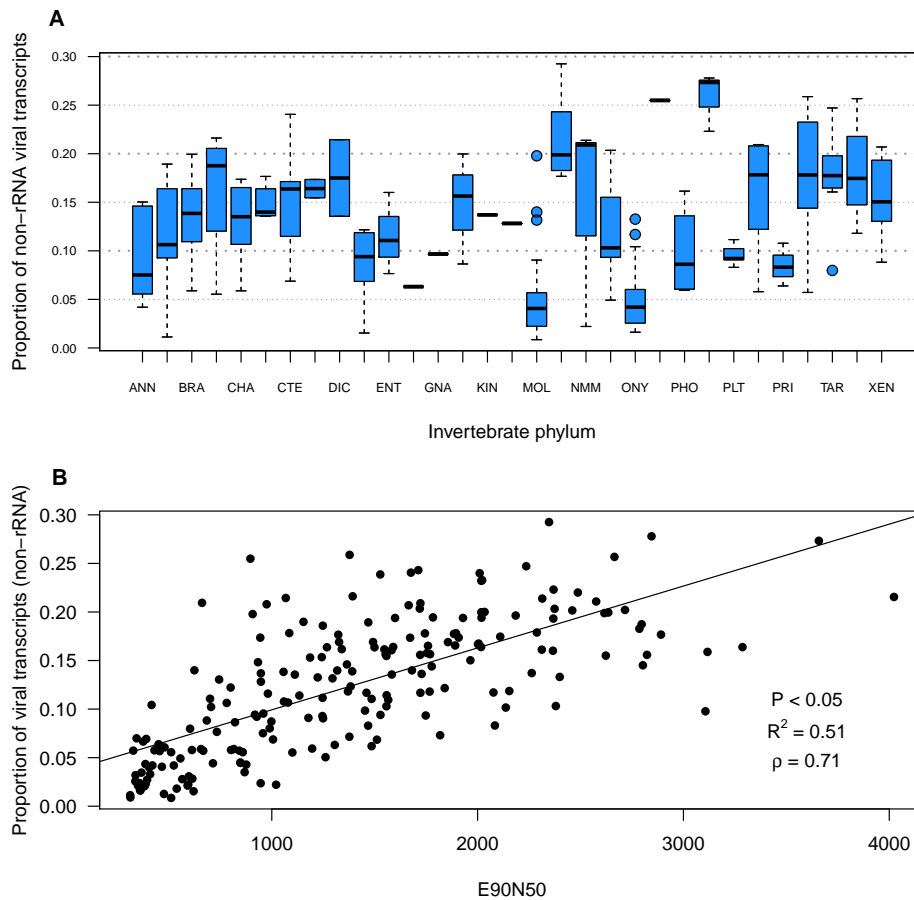 A
Proportion of non−rRNA viral transcripts
0.30
0.25
0.20
0.15
0.10
0.05
0.00
ANN BRA CHA CTE DIC ENT GNA KIN MOL NMM ONY PHO PLT PRI TAR XEN
Invertebrate phylum
B
Proportion of viral transcripts (non−rRNA)
0.30
0.25
0.20
0.15
0.10
0.05
0.00
P < 0.05
R² = 0.51
ρ = 0.71
1000 2000 3000 4000
E90N50